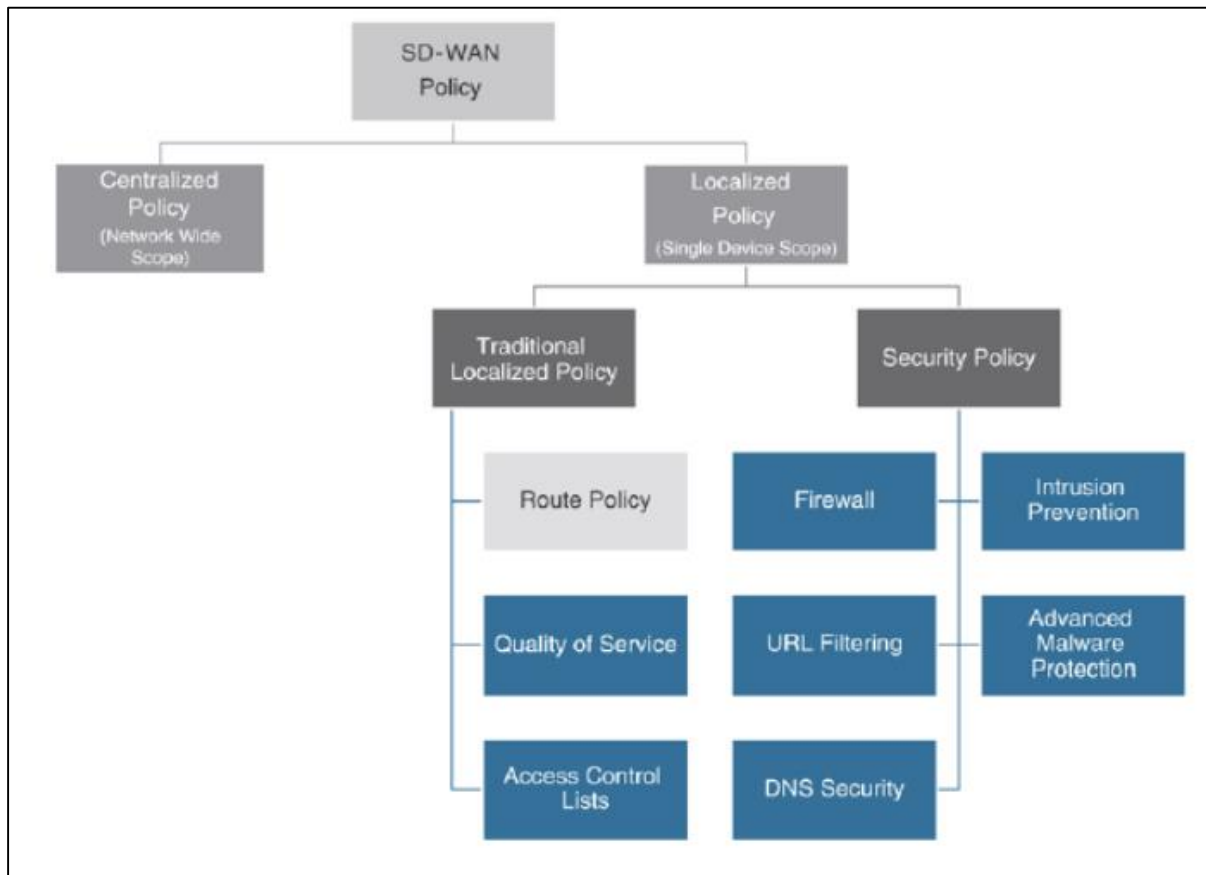 SD-WAN
Policy
Centralized
Policy
(Network Wide
Scope)
Localized
Policy
(Single Device Scope)
Traditional
Localized Policy
Security Policy
Route Policy
Firewall
Intrusion
Prevention
Quality of Service
URL Filtering
Advanced
Malware
Protection
Access Control
Lists
DNS Security